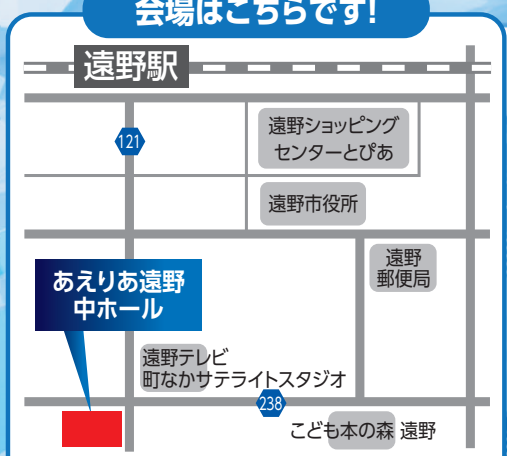 会場はこちらです!
遠野駅
121
遠野ショッピング
センターとぴあ
遠野市役所
遠野
郵便局
あえりあ遠野
中ホール
遠野テレビ
町なかサテライトスタジオ
238
こども本の森 遠野